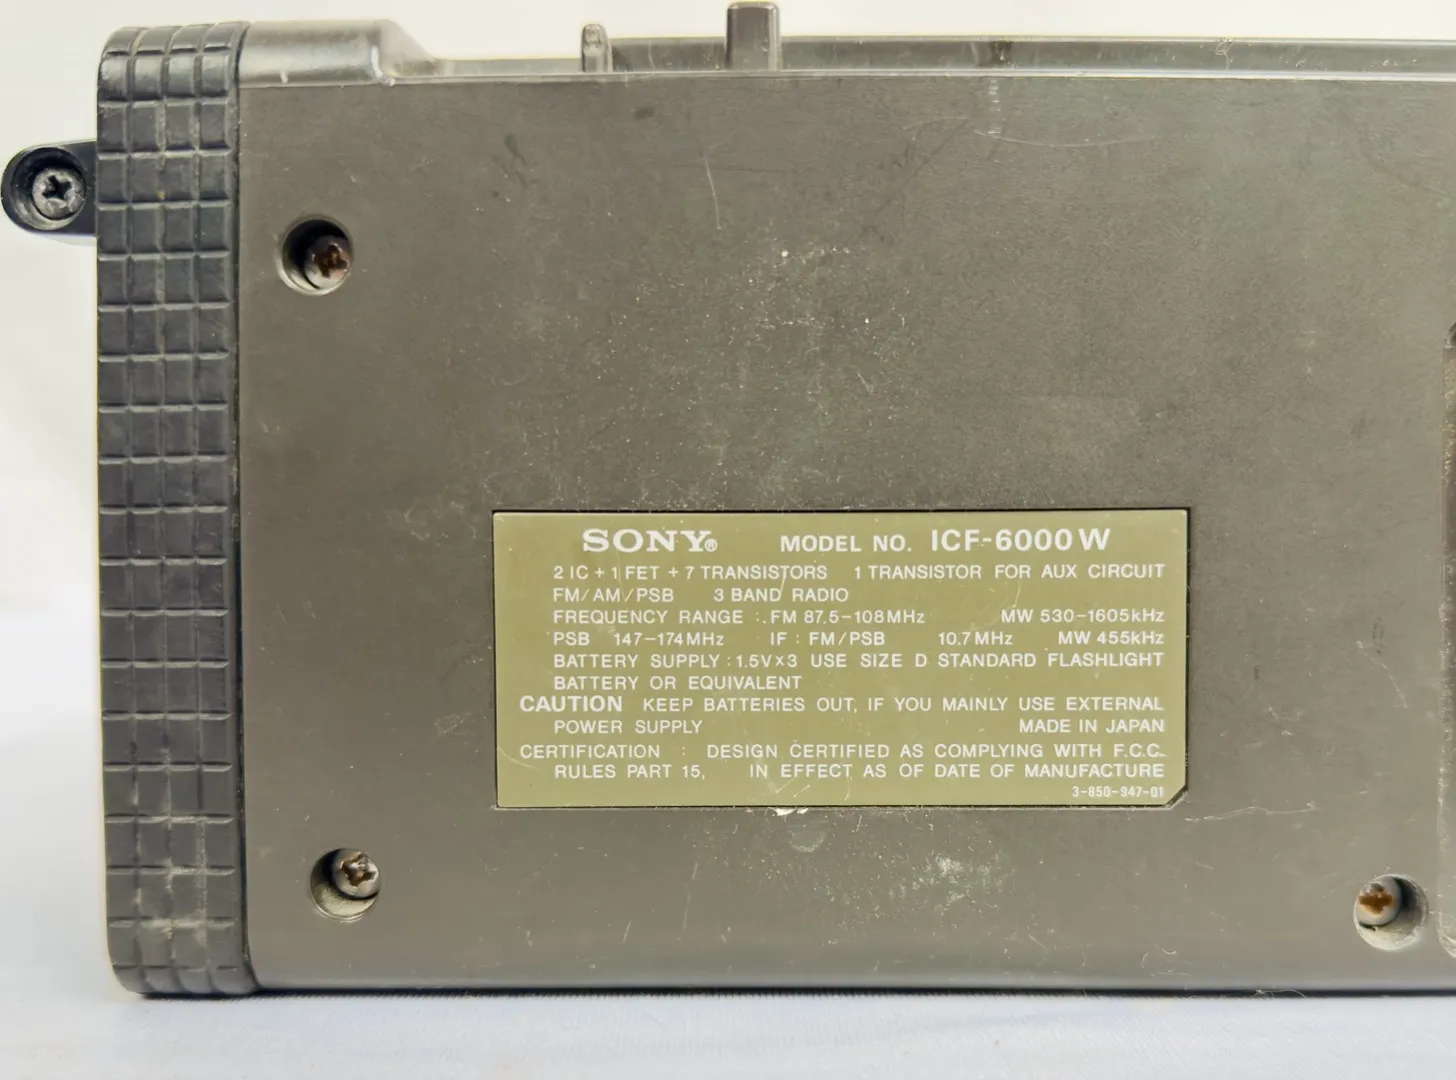 SONY® MODEL NO. ICF-6000W
2 IC + 1 FET + 7 TRANSISTORS 1 TRANSISTOR FOR AUX CIRCUIT
FM/AM/PSB 3 BAND RADIO
FREQUENCY RANGE : FM 87.5-108MHz MW 530-1605kHz
PSB 147-174MHz IF : FM/PSB 10.7MHz MW 455kHz
BATTERY SUPPLY : 1.5V×3 USE SIZE D STANDARD FLASHLIGHT
BATTERY OR EQUIVALENT
CAUTION KEEP BATTERIES OUT, IF YOU MAINLY USE EXTERNAL
POWER SUPPLY MADE IN JAPAN
CERTIFICATION : DESIGN CERTIFIED AS COMPLYING WITH F.C.C.
RULES PART 15, IN EFFECT AS OF DATE OF MANUFACTURE
3-850-947-01